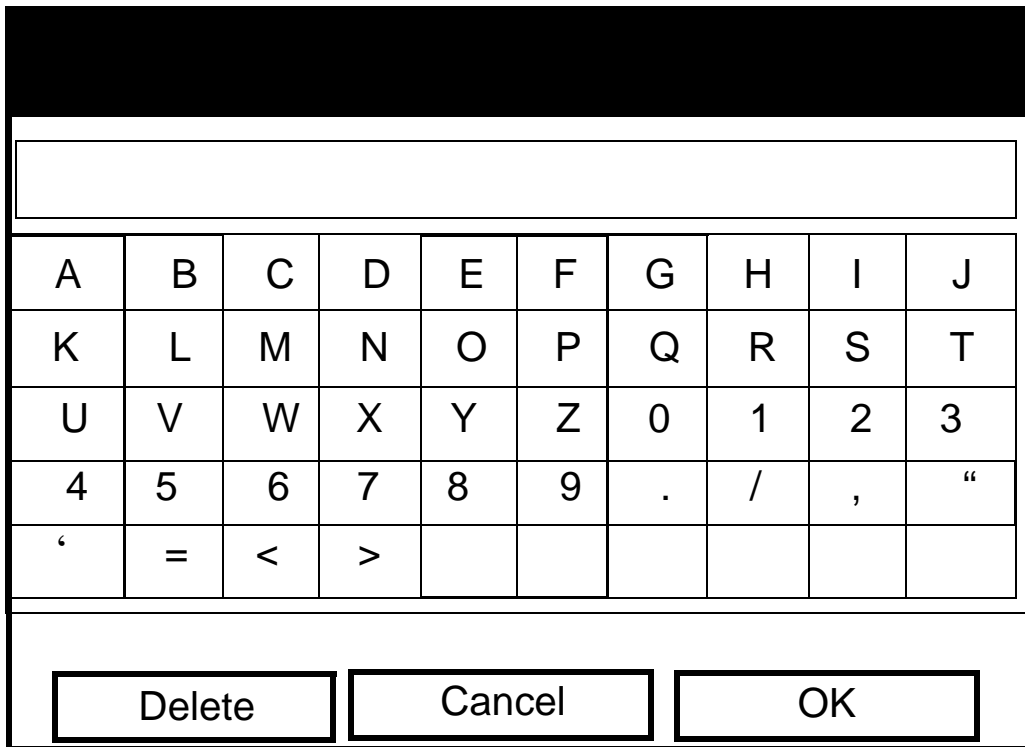 A B C D E F G H I J
K L M N O P Q R S T
U V W X Y Z 0 1 2 3
4 5 6 7 8 9 . / , “
‘ = < >
Delete Cancel OK